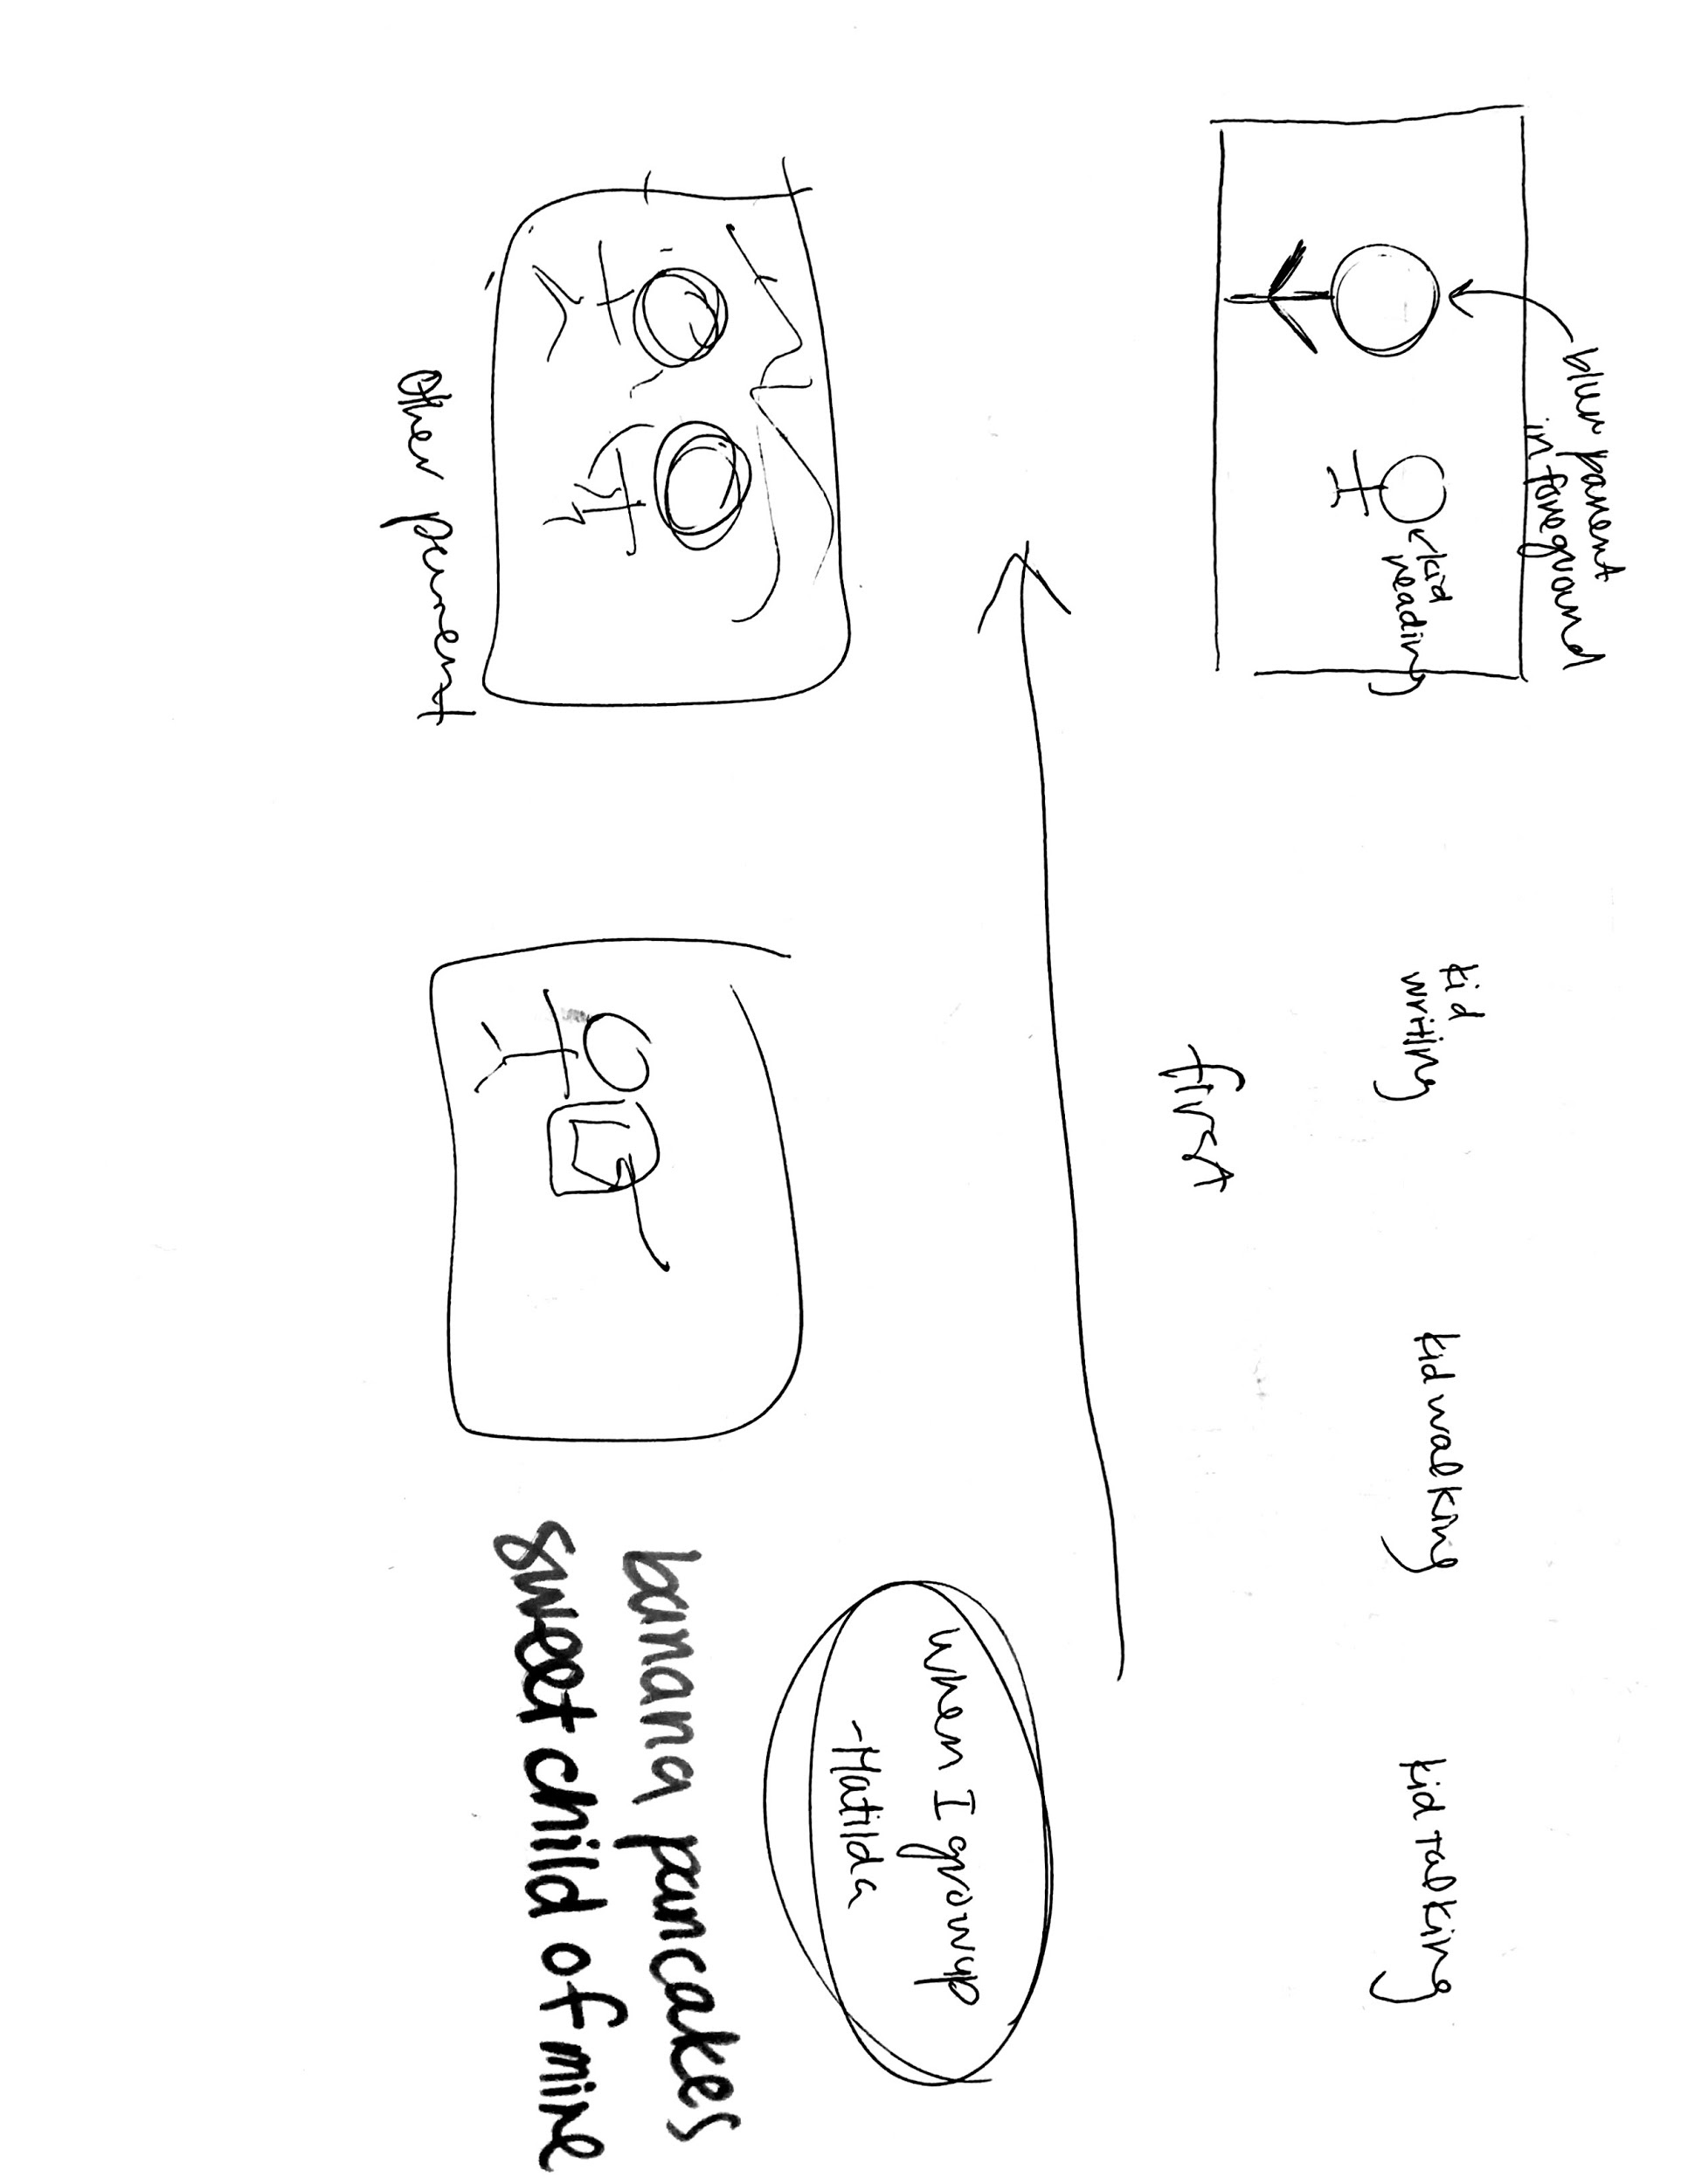 blur parent
in foreground
kid
reading
kid
writing
kid walking
kid talking
first
when I grow up
-Matilda
other parent
banana pancakes
sweet child of mine